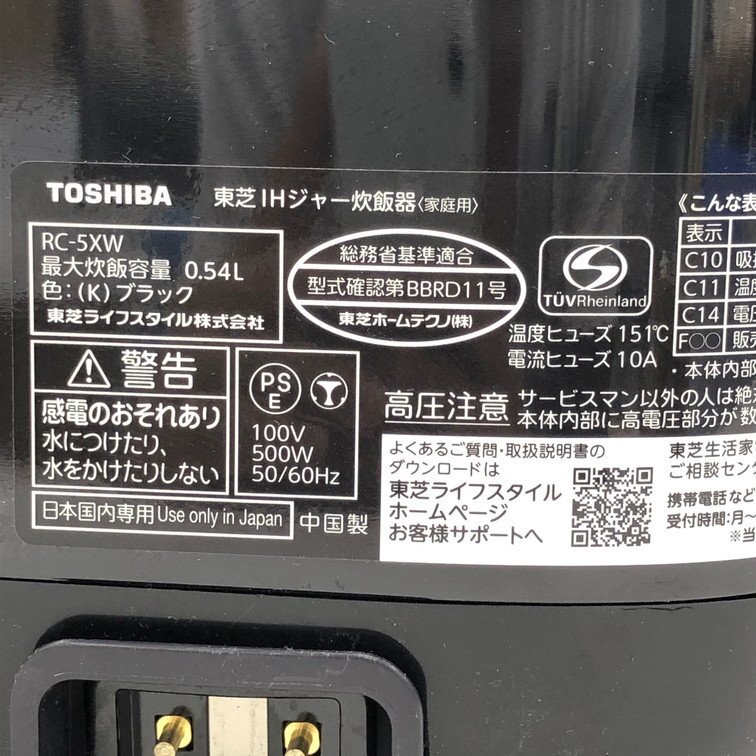 TOSHIBA 東芝IHジャー炊飯器〈家庭用〉
RC-5XW
最大炊飯容量 0.54L
色:(K)ブラック
東芝ライフスタイル株式会社
総務省基準適合
型式確認第BBRD11号
東芝ホームテクノ(株)
TÜVRheinland
温度ヒューズ 151℃
電流ヒューズ 10A
《こんな表
表示
C10 吸
C11 温
C14 電
F○○ 販
・本体内部
警告
感電のおそれあり
水につけたり、
水をかけたりしない
PS
E
100V
500W
50/60Hz
高圧注意 サービスマン以外の人は絶
本体内部に高電圧部分が数
よくあるご質問・取扱説明書の
ダウンロードは
東芝ライフスタイル
ホームページ
お客様サポートへ
東芝生活家
ご相談セン
携帯電話など
受付時間:月~
※当
日本国内専用 Use only in Japan 中国製